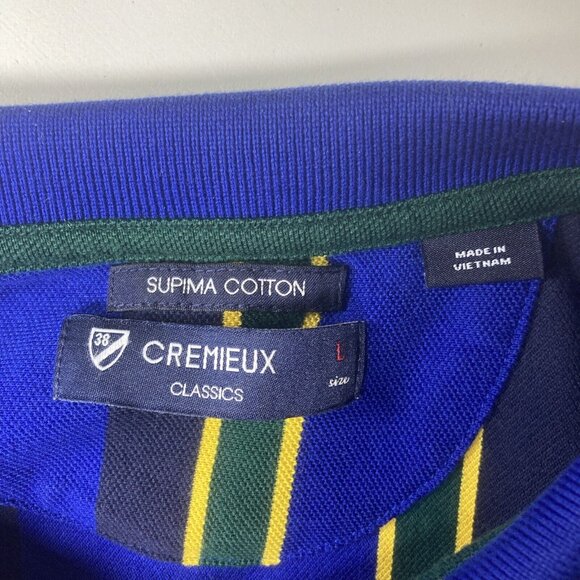 MADE IN
VIETNAM
SUPIMA COTTON
38
CREMIEUX
CLASSICS
L
size